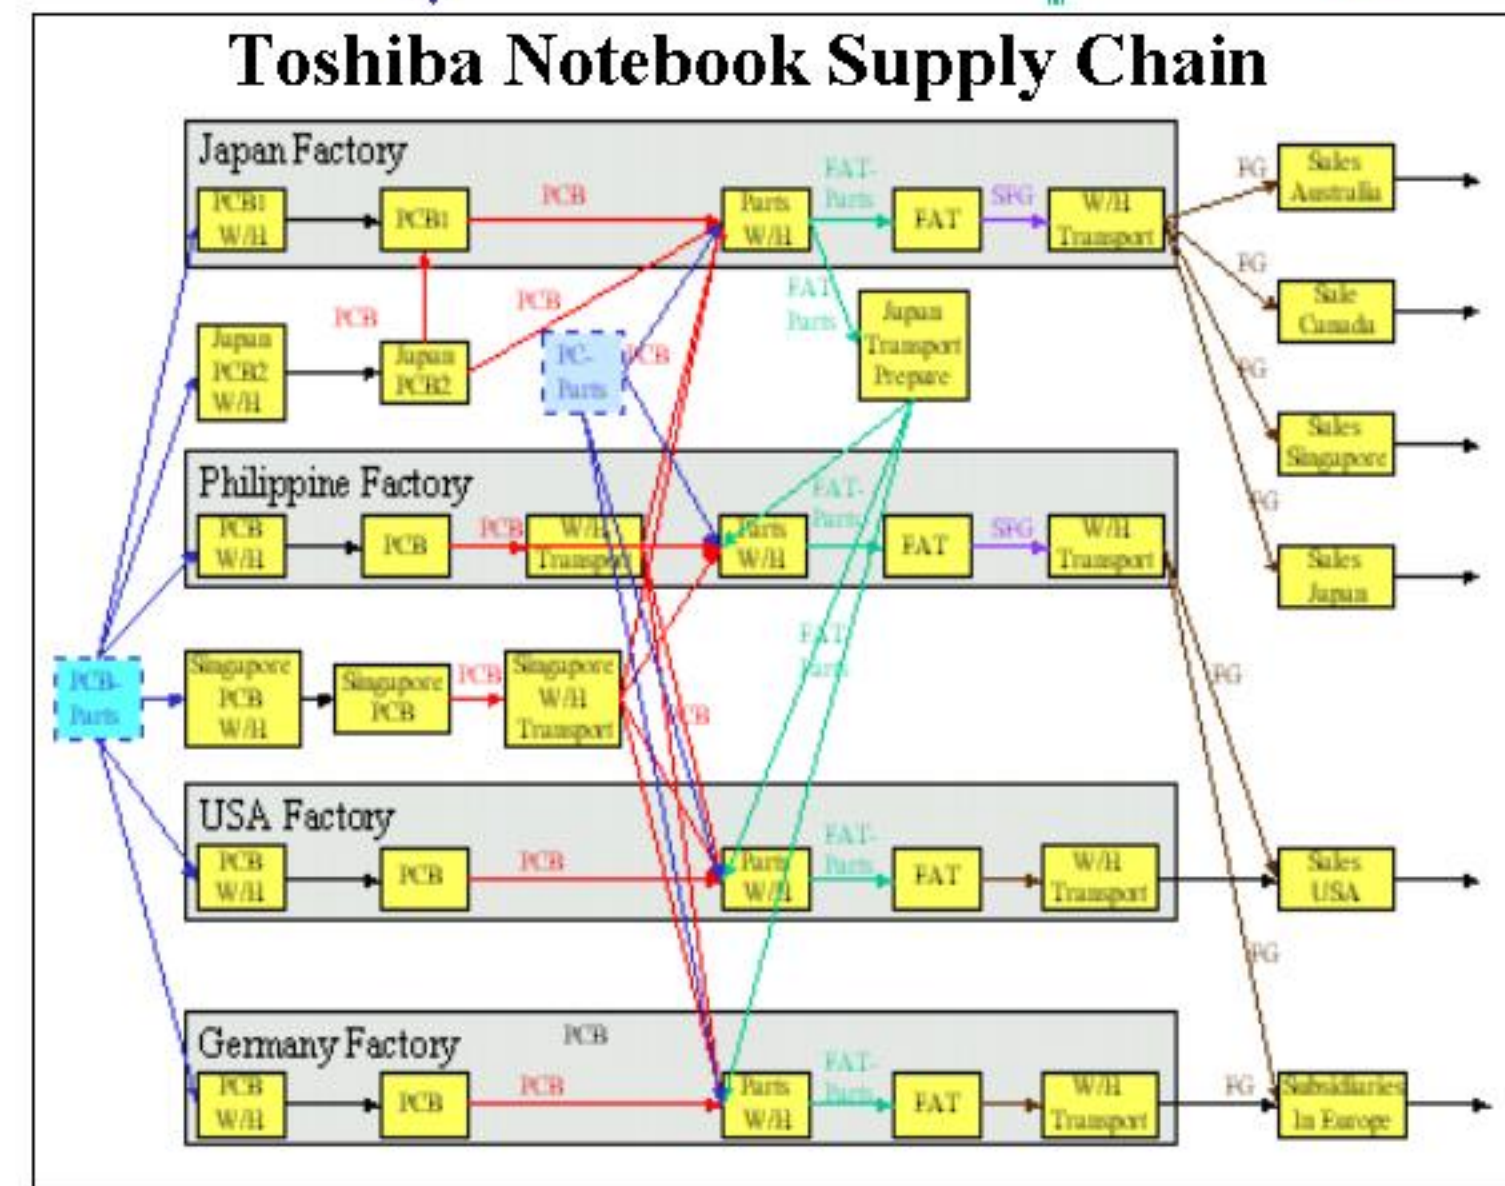 Toshiba Notebook Supply Chain
Japan Factory
PCB1
W/H
PCB1
PCB
Parts
W/H
FAT-
Parts
FAT
SFG
W/H
Transport
FG
Sales
Australia
FG
Sale
Canada
FG
Sales
Singapore
FG
Sales
Japan
Japan
PCB2
W/H
PCB
Japan
PCB2
PCB
PC-
Parts
PCB
FAT
Parts
Japan
Transport
Prepare
Philippine Factory
PCB
W/H
PCB
PCB
W/H
Transport
Parts
W/H
FAT-
Parts
FAT
SFG
W/H
Transport
PCB-
Parts
Singapore
PCB
W/H
Singapore
PCB
PCB
Singapore
W/H
Transport
PCB
FAT
Parts
FG
USA Factory
PCB
W/H
PCB
PCB
Parts
W/H
FAT-
Parts
FAT
W/H
Transport
Sales
USA
FG
Germany Factory
PCB
PCB
W/H
PCB
PCB
Parts
W/H
FAT-
Parts
FAT
W/H
Transport
FG
Subsidiaries
In Europe